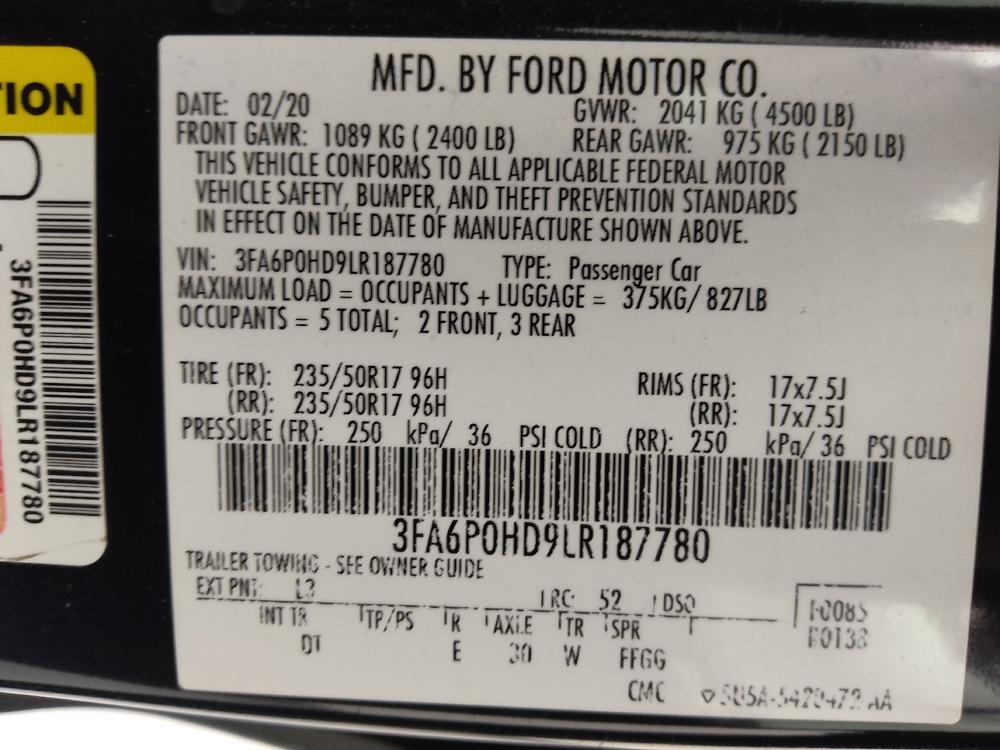 TION
3FA6P0HD9LR187780
MFD. BY FORD MOTOR CO.
DATE: 02/20 GVWR: 2041 KG ( 4500 LB)
FRONT GAWR: 1089 KG ( 2400 LB) REAR GAWR: 975 KG ( 2150 LB)
THIS VEHICLE CONFORMS TO ALL APPLICABLE FEDERAL MOTOR
VEHICLE SAFETY, BUMPER, AND THEFT PREVENTION STANDARDS
IN EFFECT ON THE DATE OF MANUFACTURE SHOWN ABOVE.
VIN: 3FA6P0HD9LR187780 TYPE: Passenger Car
MAXIMUM LOAD = OCCUPANTS + LUGGAGE = 375KG/ 827LB
OCCUPANTS = 5 TOTAL; 2 FRONT, 3 REAR
TIRE (FR): 235/50R17 96H RIMS (FR): 17x7.5J
(RR): 235/50R17 96H (RR): 17x7.5J
PRESSURE (FR): 250 kPa/ 36 PSI COLD (RR): 250 kPa/ 36 PSI COLD
3FA6P0HD9LR187780
TRAILER TOWING - SEE OWNER GUIDE
EXT PNT: L3 RC: 52 DSO
INT TR TP/PS R AXLE TR SPR
E 30 W FFGG
CMC